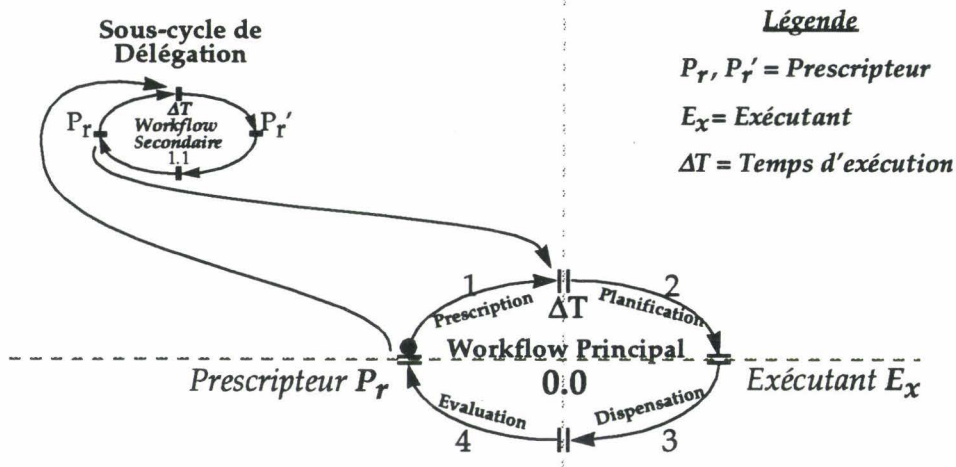 Sous-cycle de
Délégation
Légende
Pr, Pr' = Prescripteur
Ex= Exécutant
ΔT = Temps d'exécution
Pr
ΔT
Workflow
Secondaire
1.1
Pr'
1
Prescription
ΔT
2
Planification
Workflow Principal
0.0
Prescripteur Pr
Exécutant Ex
Evaluation
4
Dispensation
3